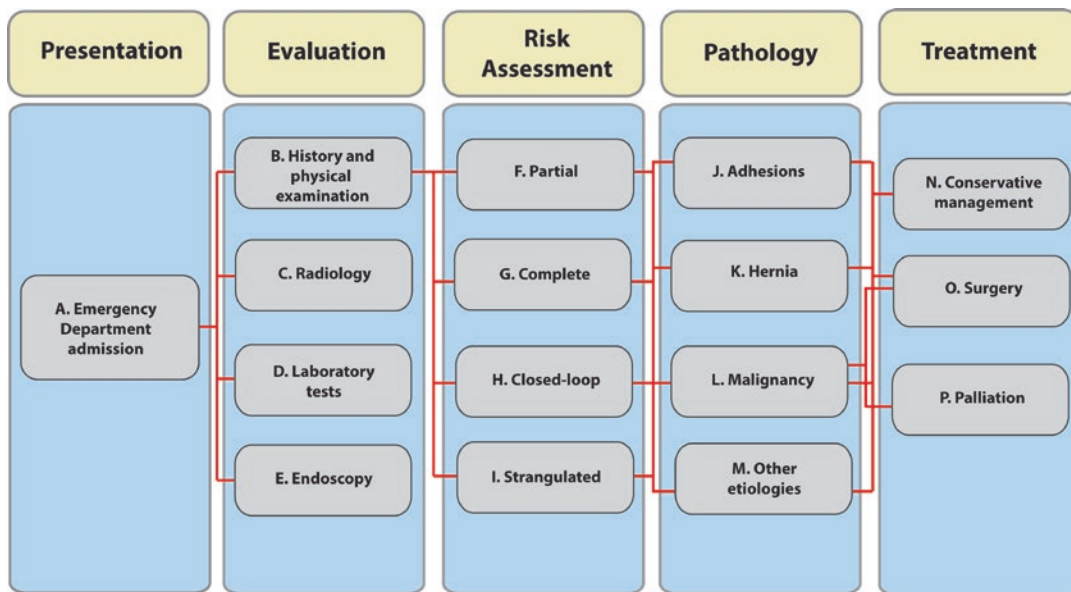 Presentation
Evaluation
Risk
Assessment
Pathology
Treatment
A. Emergency
Department
admission
B. History and
physical
examination
C. Radiology
D. Laboratory
tests
E. Endoscopy
F. Partial
G. Complete
H. Closed-loop
I. Strangulated
J. Adhesions
K. Hernia
L. Malignancy
M. Other
etiologies
N. Conservative
management
O. Surgery
P. Palliation